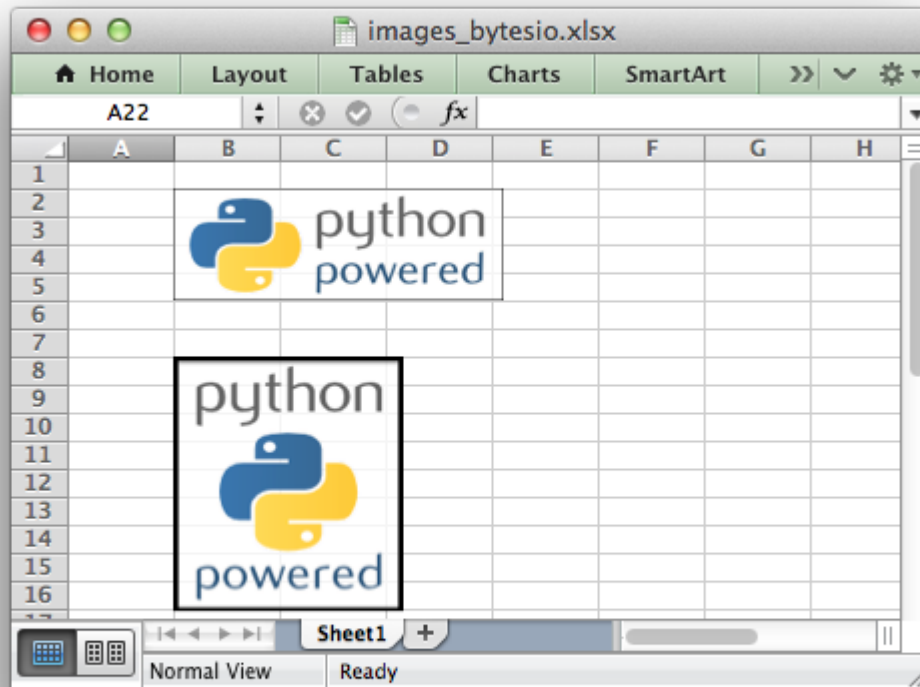 images_bytesio.xlsx
Home Layout Tables Charts SmartArt
A22 fx
A B C D E F G H
1
2
3
4
5
6
7
8
9
10
11
12
13
14
15
16
17
python
powered
python
powered
Sheet1 +
Normal View Ready